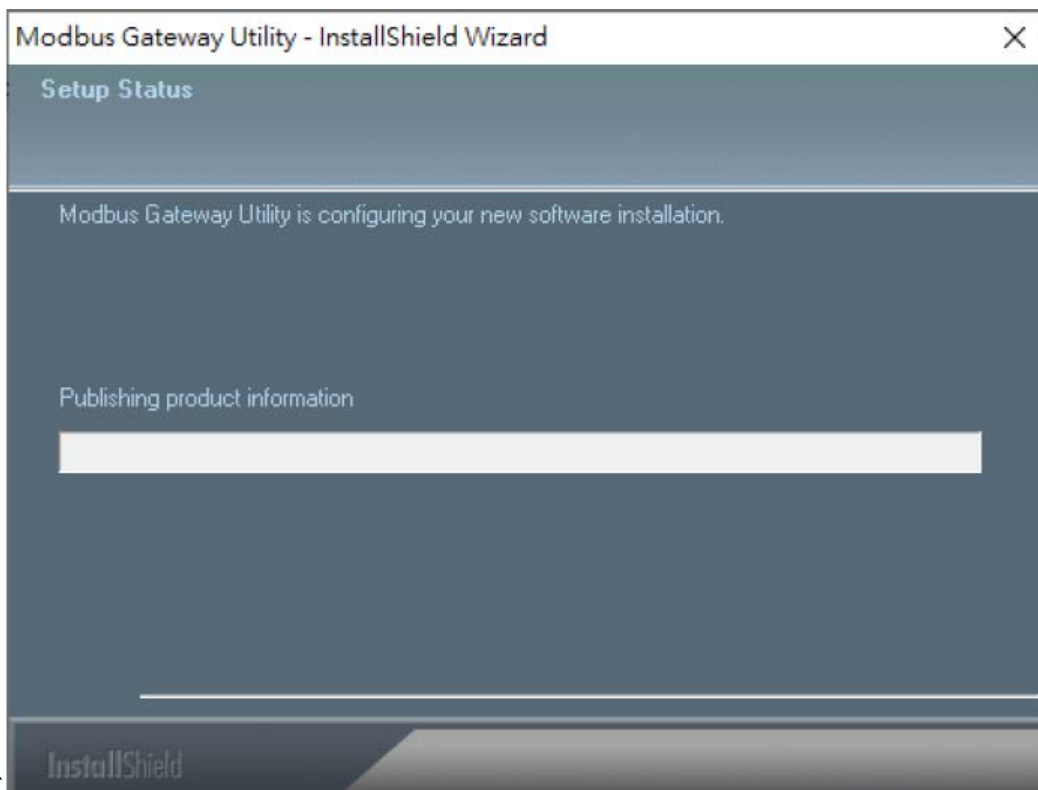 Modbus Gateway Utility - InstallShield Wizard
Setup Status
Modbus Gateway Utility is configuring your new software installation.
Publishing product information
InstallShield